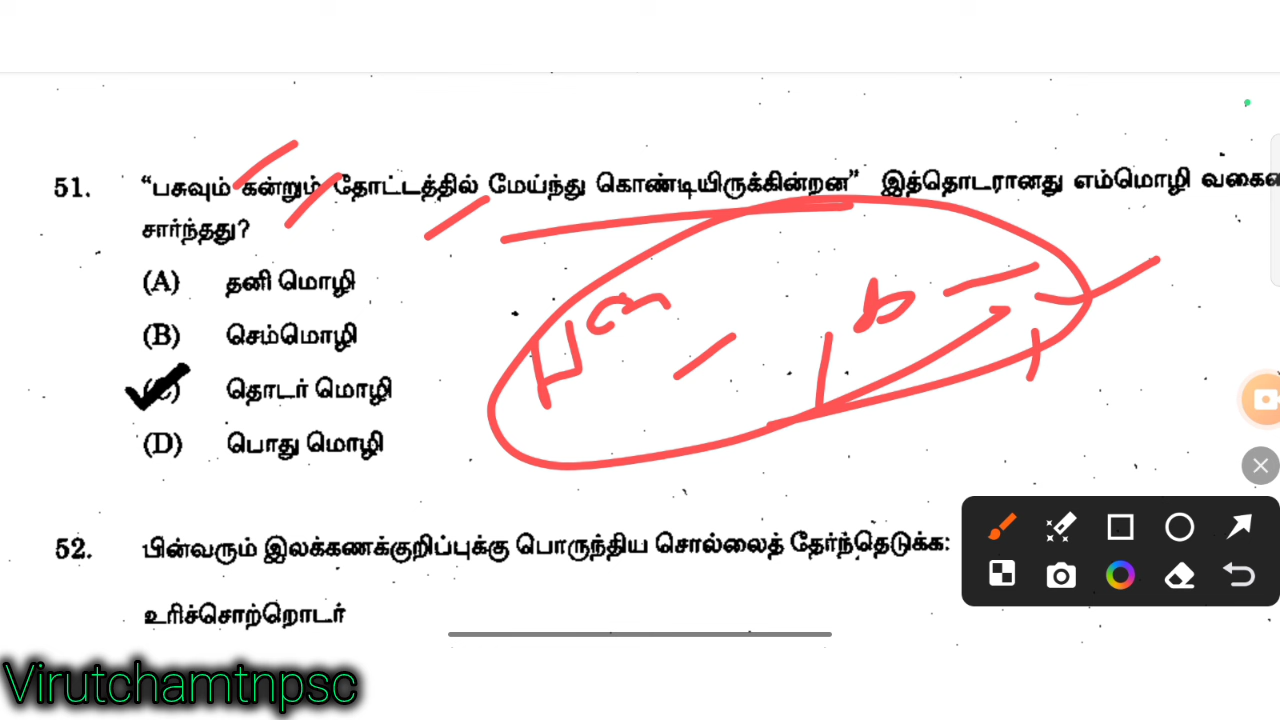 51. “பசுவும் கன்றும் தோட்டத்தில் மேய்ந்து கொண்டியிருக்கின்றன” இத்தொடரானது எம்மொழி
சார்ந்தது?
(A) தனி மொழி
(B) செம்மொழி
(C) தொடர் மொழி
(D) பொது மொழி
52. பின்வரும் இலக்கணக்குறிப்புக்கு பொருந்திய சொல்லைத் தேர்ந்தெடுக்க:
உரிச்சொற்றொடர்
Virutchamtnpsc